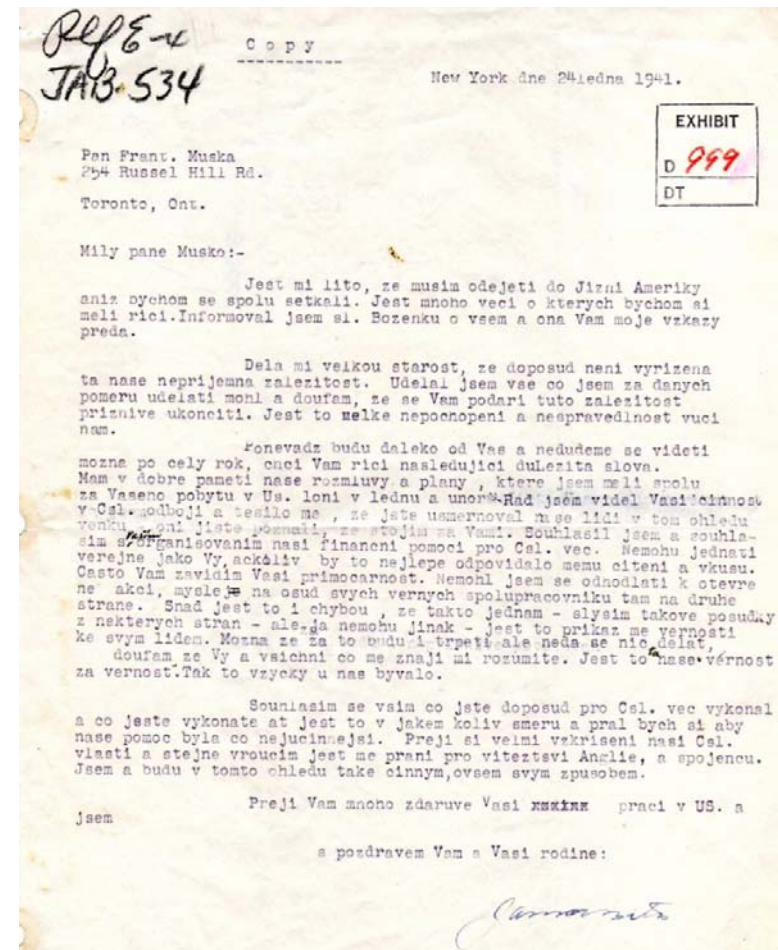 Ref E-4
JAB-534
Copy
New York dne 24ledna 1941.
EXHIBIT
D 999
DT
Pan Frant. Muska
254 Russel Hill Rd.
Toronto, Ont.
Mily pane Musko:-
Jest mi lito, ze musim odejeti do Jizni Ameriky
aniz bychom se spolu setkali. Jest mnoho veci o kterych bychom si
meli rici.Informoval jsem sl. Bozenku o vsem a ona Vam moje vzkazy
preda.
Dela mi velkou starost, ze doposud neni vyrizena
ta nase neprijemna zalezitost. Udelal jsem vse co jsem za danych
pomeru udelati mohl a doufam, ze se Vam podari tuto zalezitost
priznive ukonciti. Jest to melke nepochopeni a nespravedlnost vuci
nam.
Ponevadz budu daleko od Vas a nedudeme se videti
mozna po cely rok, chci Vam rici nasledujici duLezita slova.
Mam v dobre pameti nase rozmluvy a plany , ktere jsem meli spolu
za Vaseho pobytu v Us. loni v lednu a unor. Rad jsem videl Vasi cinnost
v Csl. odboji a tesilo me , ze jste usmernoval nase lidi v tom ohledu
venku , oni jiste poznali, ze stojim za Vami. Souhlasil jsem a souhla-
sim s Vasim organisovanim nasi financni pomoci pro Csl. vec. Nemohu jednati
verejne jako Vy,ackoliv by to nejlepe odpovidalo memu citeni a vkusu.
Casto Vam zavidim Vasi primocarnost. Nemohl jsem se odhodlati k otevre
ne akci, mysleje na osud svych vernych spolupracovniku tam na druhe
strane. Snad jest to i chybou , ze takto jednam - slysim takove posudky
z nekterych stran - ale ja nemohu jinak - jest to prikaz me vernosti
ke svym lidem. Mozna ze za to budu i trpeti ale neda se nic delat,
doufam ze Vy a vsichni co me znaji mi rozumite. Jest to ta nase vernost
za vernost. Tak to vzycky u nas byvalo.
Souhlasim se vsim co jste doposud pro Csl. vec vykonal
a co jeste vykonate at jest to v jakem koliv smeru a pral bych si aby
nase pomoc byla co nejucinnejsi. Preji si velmi vzkriseni nasi Csl.
vlasti a stejne vroucim jest me prani pro viteztsvi Anglie, a spojencu.
Jsem a budu v tomto ohledu take cinnym,ovsem svym zpusobem.
Preji Vam mnoho zdaruve Vasi praci v US. a
jsem
s pozdravem Vam a Vasi rodine: